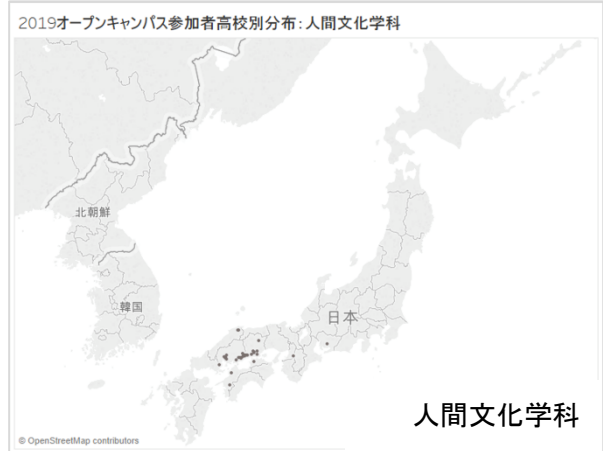 2019オープンキャンパス参加者高校別分布：人間文化学科
北朝鮮
韓国
日本
人間文化学科
© OpenStreetMap contributors